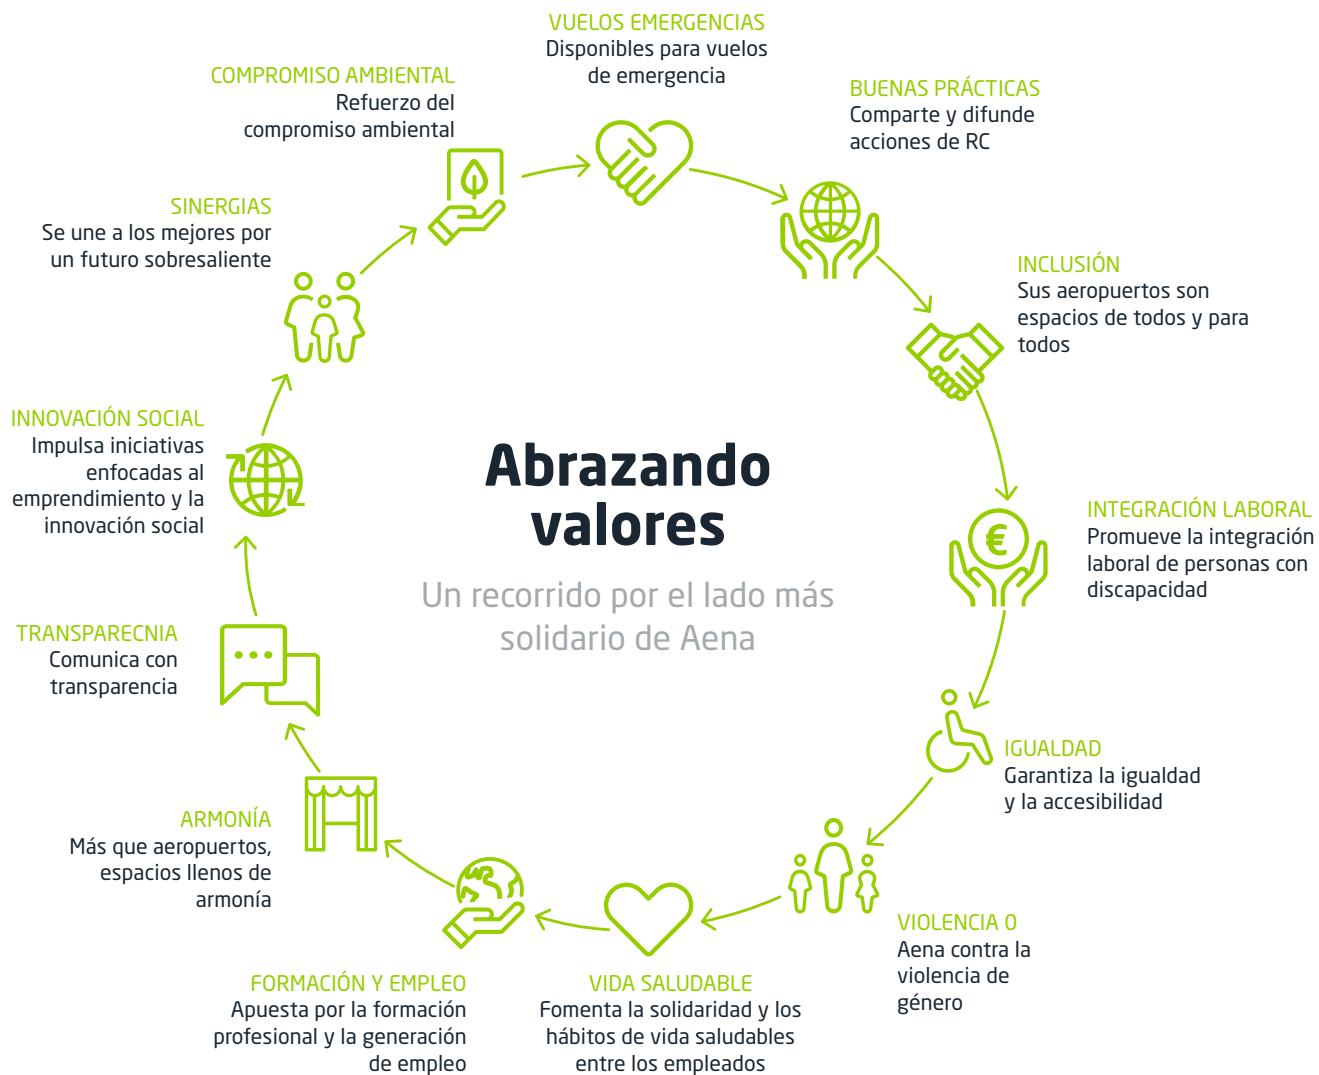 VUELOS EMERGENCIAS
Disponibles para vuelos
de emergencia
BUENAS PRÁCTICAS
Comparte y difunde
acciones de RC
INCLUSIÓN
Sus aeropuertos son
espacios de todos y para
todos
INTEGRACIÓN LABORAL
Promueve la integración
laboral de personas con
discapacidad
IGUALDAD
Garantiza la igualdad
y la accesibilidad
VIOLENCIA 0
Aena contra la
violencia de
género
VIDA SALUDABLE
Fomenta la solidaridad y los
hábitos de vida saludables
entre los empleados
FORMACIÓN Y EMPLEO
Apuesta por la formación
profesional y la generación
de empleo
ARMONÍA
Más que aeropuertos,
espacios llenos de
armonía
TRANSPARECNIA
Comunica con
transparencia
INNOVACIÓN SOCIAL
Impulsa iniciativas
enfocadas al
emprendimiento y la
innovación social
SINERGIAS
Se une a los mejores por
un futuro sobresaliente
COMPROMISO AMBIENTAL
Refuerzo del
compromiso ambiental
Abrazando
valores
Un recorrido por el lado más
solidario de Aena
€